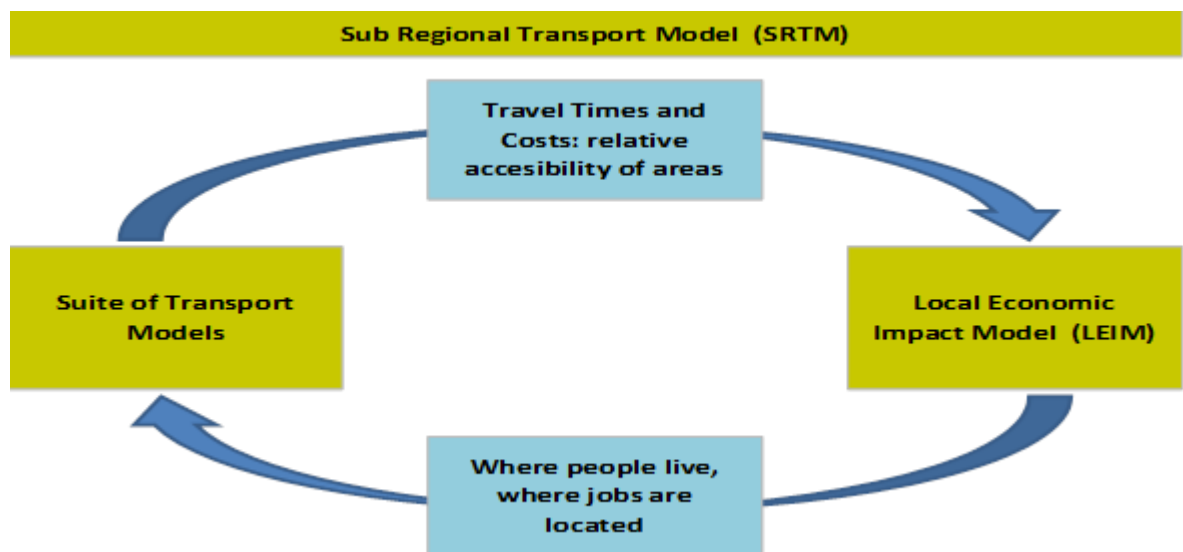 Sub Regional Transport Model (SRTM)
Travel Times and
Costs: relative
accesibility of areas
Suite of Transport
Models
Local Economic
Impact Model (LEIM)
Where people live,
where jobs are
located